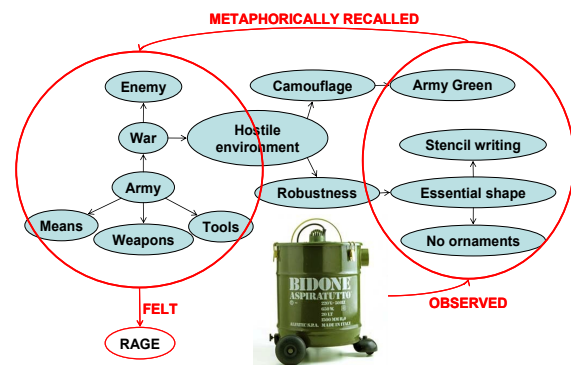 METAPHORICALLY RECALLED
Enemy
Camouflage
Army Green
War
Hostile
environment
Stencil writing
Army
Robustness
Essential shape
Means
Weapons
Tools
No ornaments
BIDONE
ASPIRATUTTO
FELT
OBSERVED
RAGE